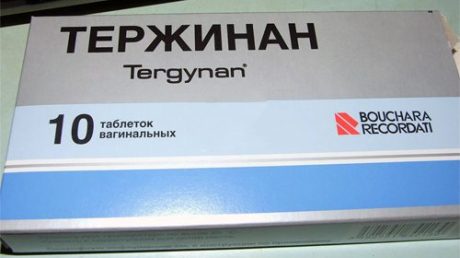 ТЕРЖИНАН
Tergynan®
10 таблеток
вагинальных
BOUCHARA
RECORDATI